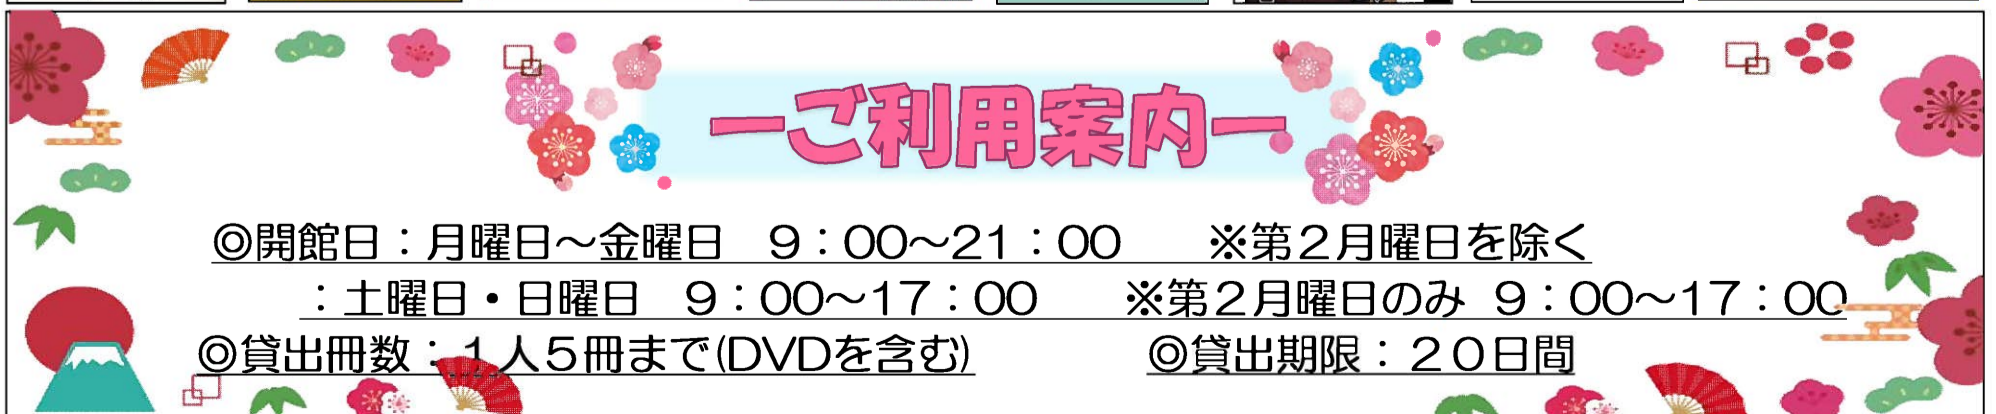 ーご利用案内ー
◎開館日：月曜日～金曜日　９：００～２１：００　　※第２月曜日を除く
：土曜日・日曜日　９：００～１７：００　　※第２月曜日のみ　９：００～１７：００
◎貸出冊数：１人５冊まで(DVDを含む)　　◎貸出期限：２０日間